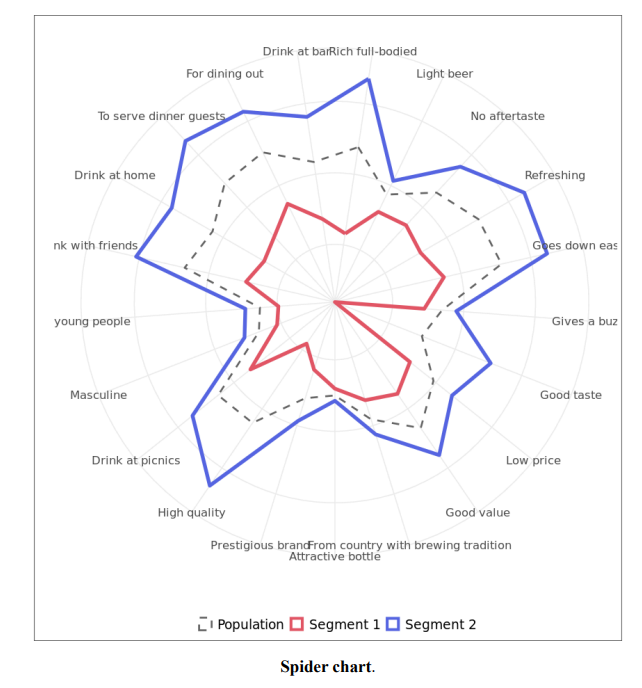 Drink at bar
Rich full-bodied
For dining out
Light beer
To serve dinner guests
No aftertaste
Drink at home
Refreshing
nk with friends
Goes down eas
young people
Gives a buz
Masculine
Good taste
Drink at picnics
Low price
High quality
Good value
Prestigious brand
From country with brewing tradition
Attractive bottle
Population
Segment 1
Segment 2
Spider chart.